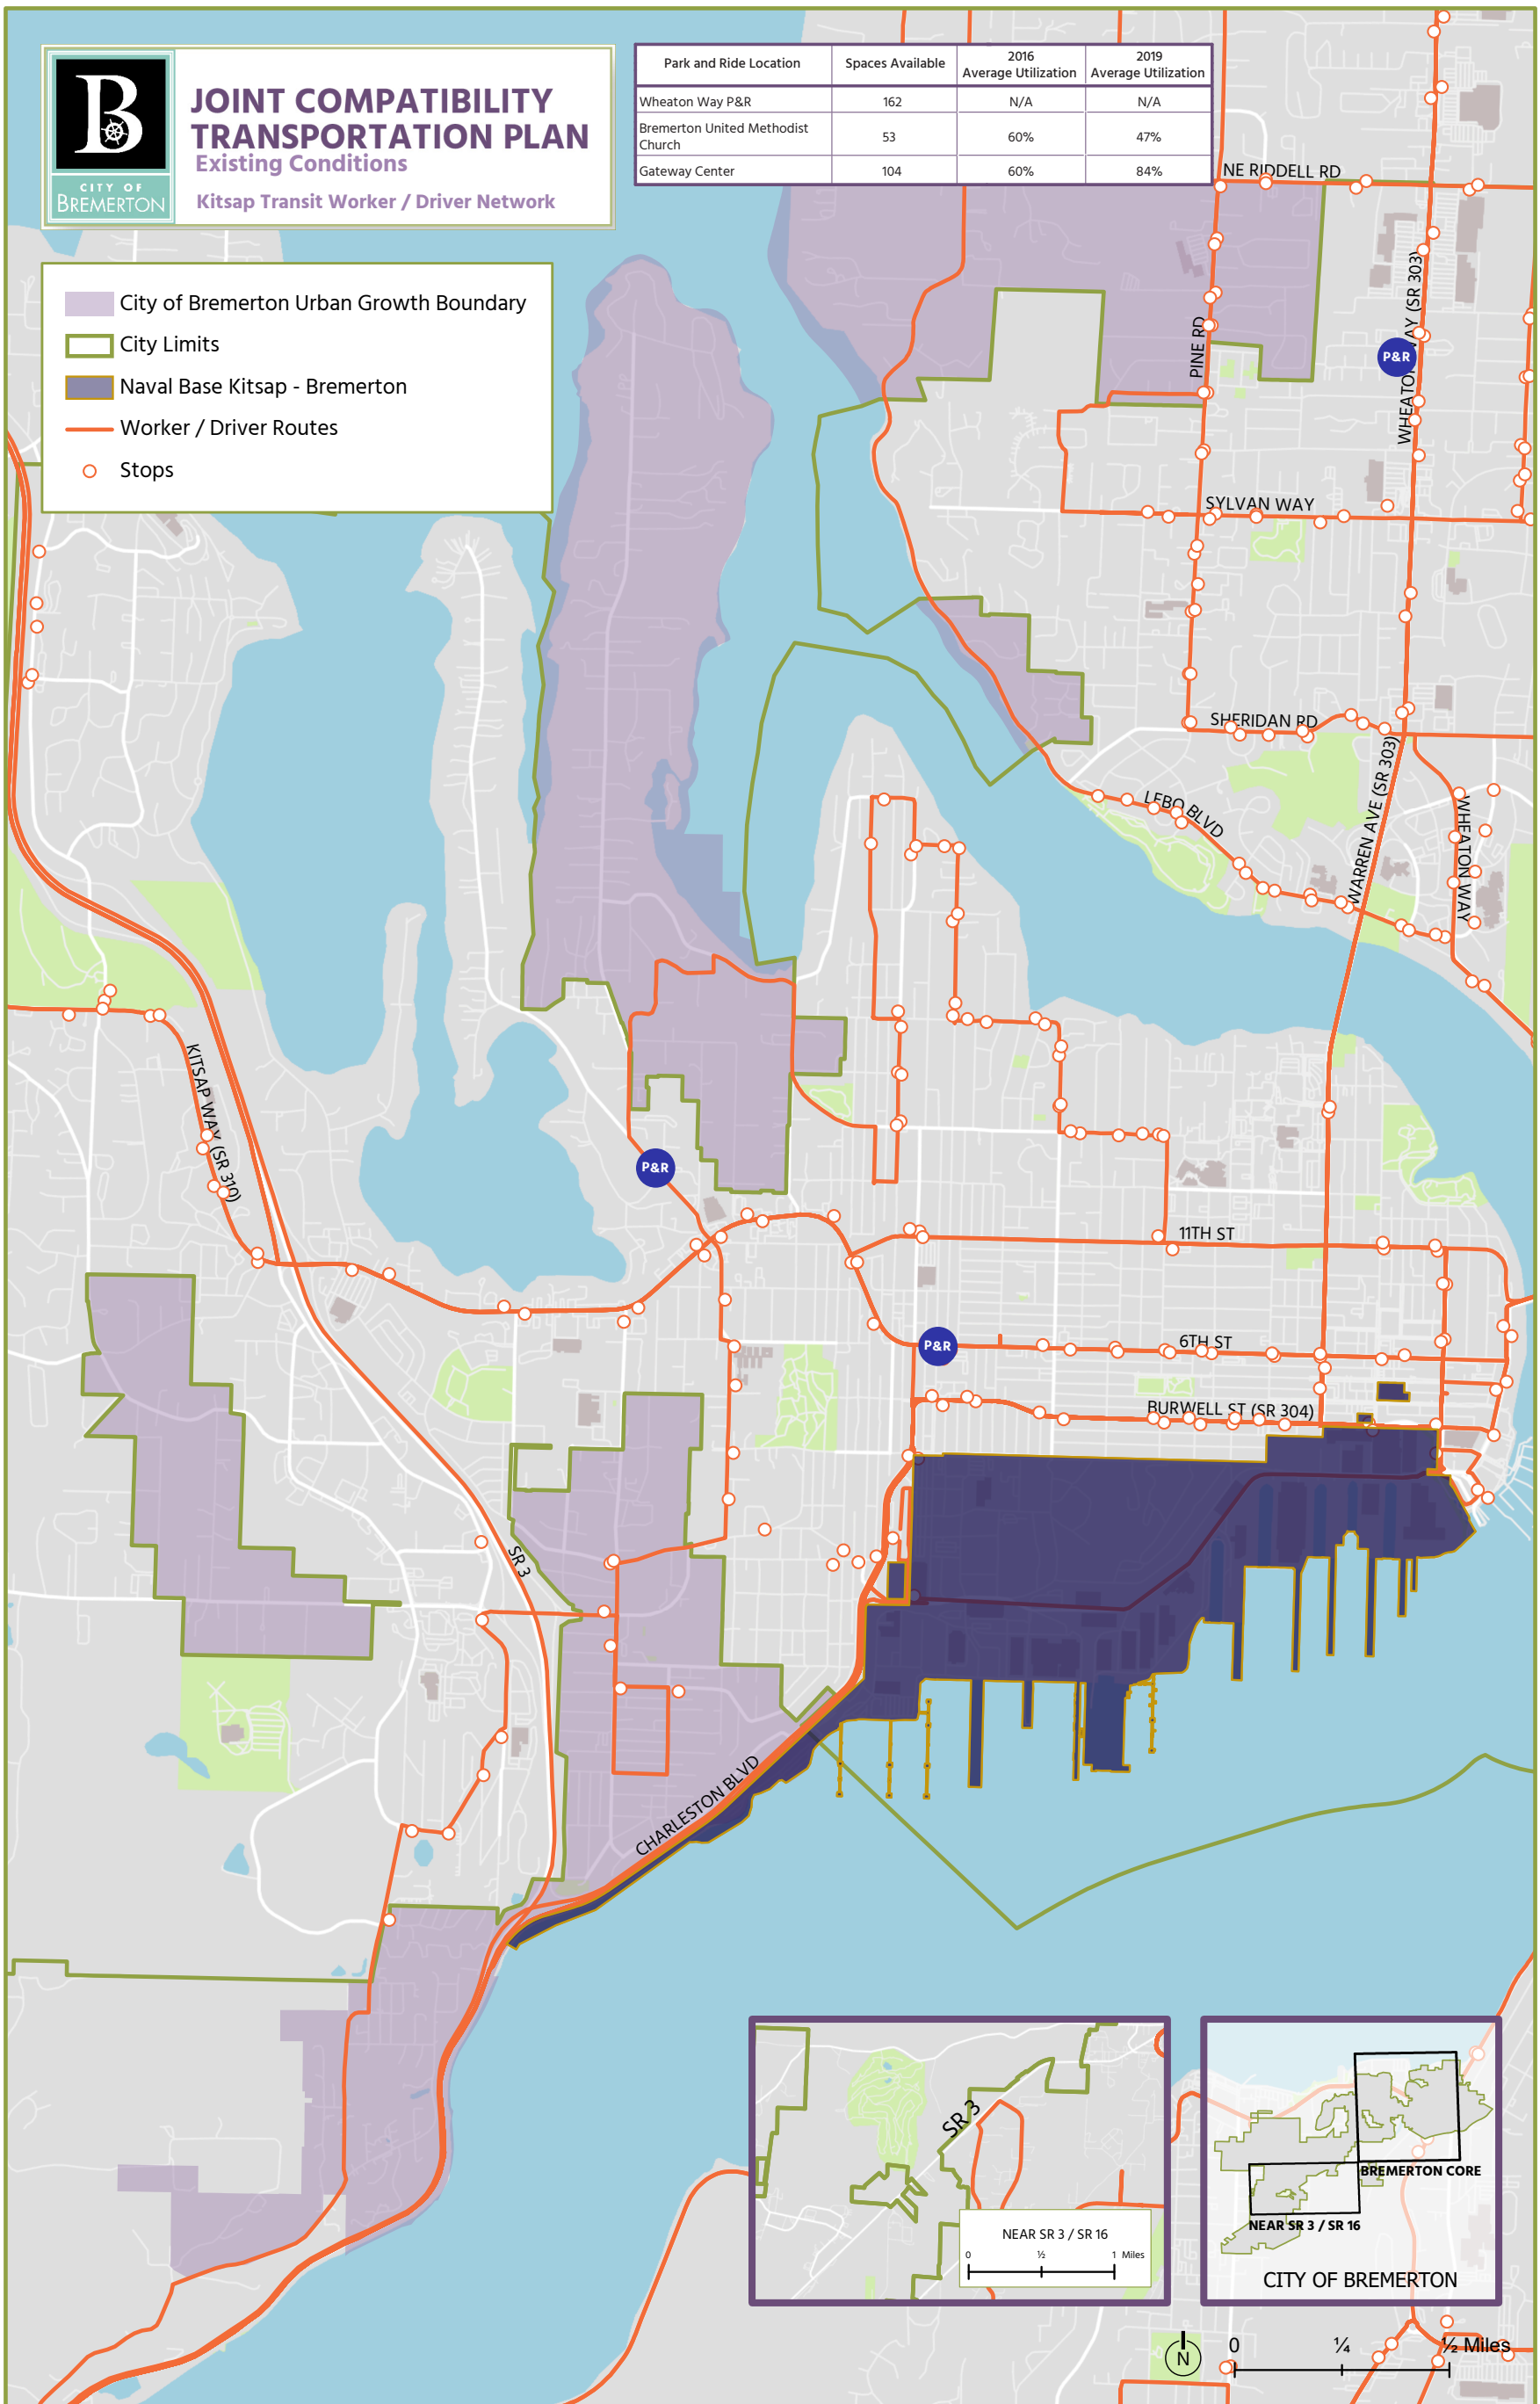 B
CITY OF
BREMERTON
JOINT COMPATIBILITY
TRANSPORTATION PLAN
Existing Conditions
Kitsap Transit Worker / Driver Network
Park and Ride Location Spaces Available 2016 Average Utilization 2019 Average Utilization
Wheaton Way P&R 162 N/A N/A
Bremerton United Methodist Church 53 60% 47%
Gateway Center 104 60% 84%
City of Bremerton Urban Growth Boundary
City Limits
Naval Base Kitsap - Bremerton
Worker / Driver Routes
Stops
NE RIDDELL RD
WHEATON WAY (SR 303)
PINE RD
P&R
SYLVAN WAY
SHERIDAN RD
LEBO BLVD
WARREN AVE (SR 303)
WHEATON WAY
KITSAP WAY (SR 310)
P&R
11TH ST
P&R
6TH ST
BURWELL ST (SR 304)
SR 3
CHARLESTON BLVD
SR 3
NEAR SR 3 / SR 16
0 ½ 1 Miles
BREMERTON CORE
NEAR SR 3 / SR 16
CITY OF BREMERTON
N
0 ¼ ½ Miles